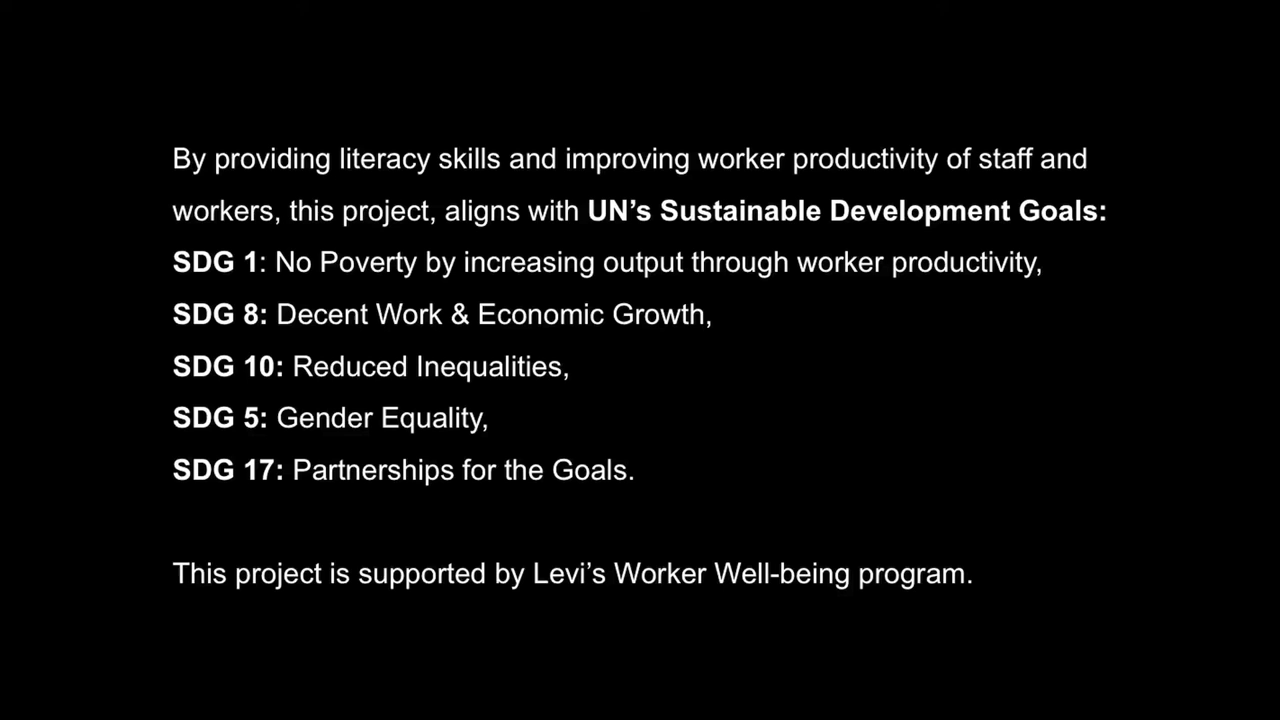 By providing literacy skills and improving worker productivity of staff and
workers, this project, aligns with UN’s Sustainable Development Goals:
SDG 1: No Poverty by increasing output through worker productivity,
SDG 8: Decent Work & Economic Growth,
SDG 10: Reduced Inequalities,
SDG 5: Gender Equality,
SDG 17: Partnerships for the Goals.
This project is supported by Levi’s Worker Well-being program.